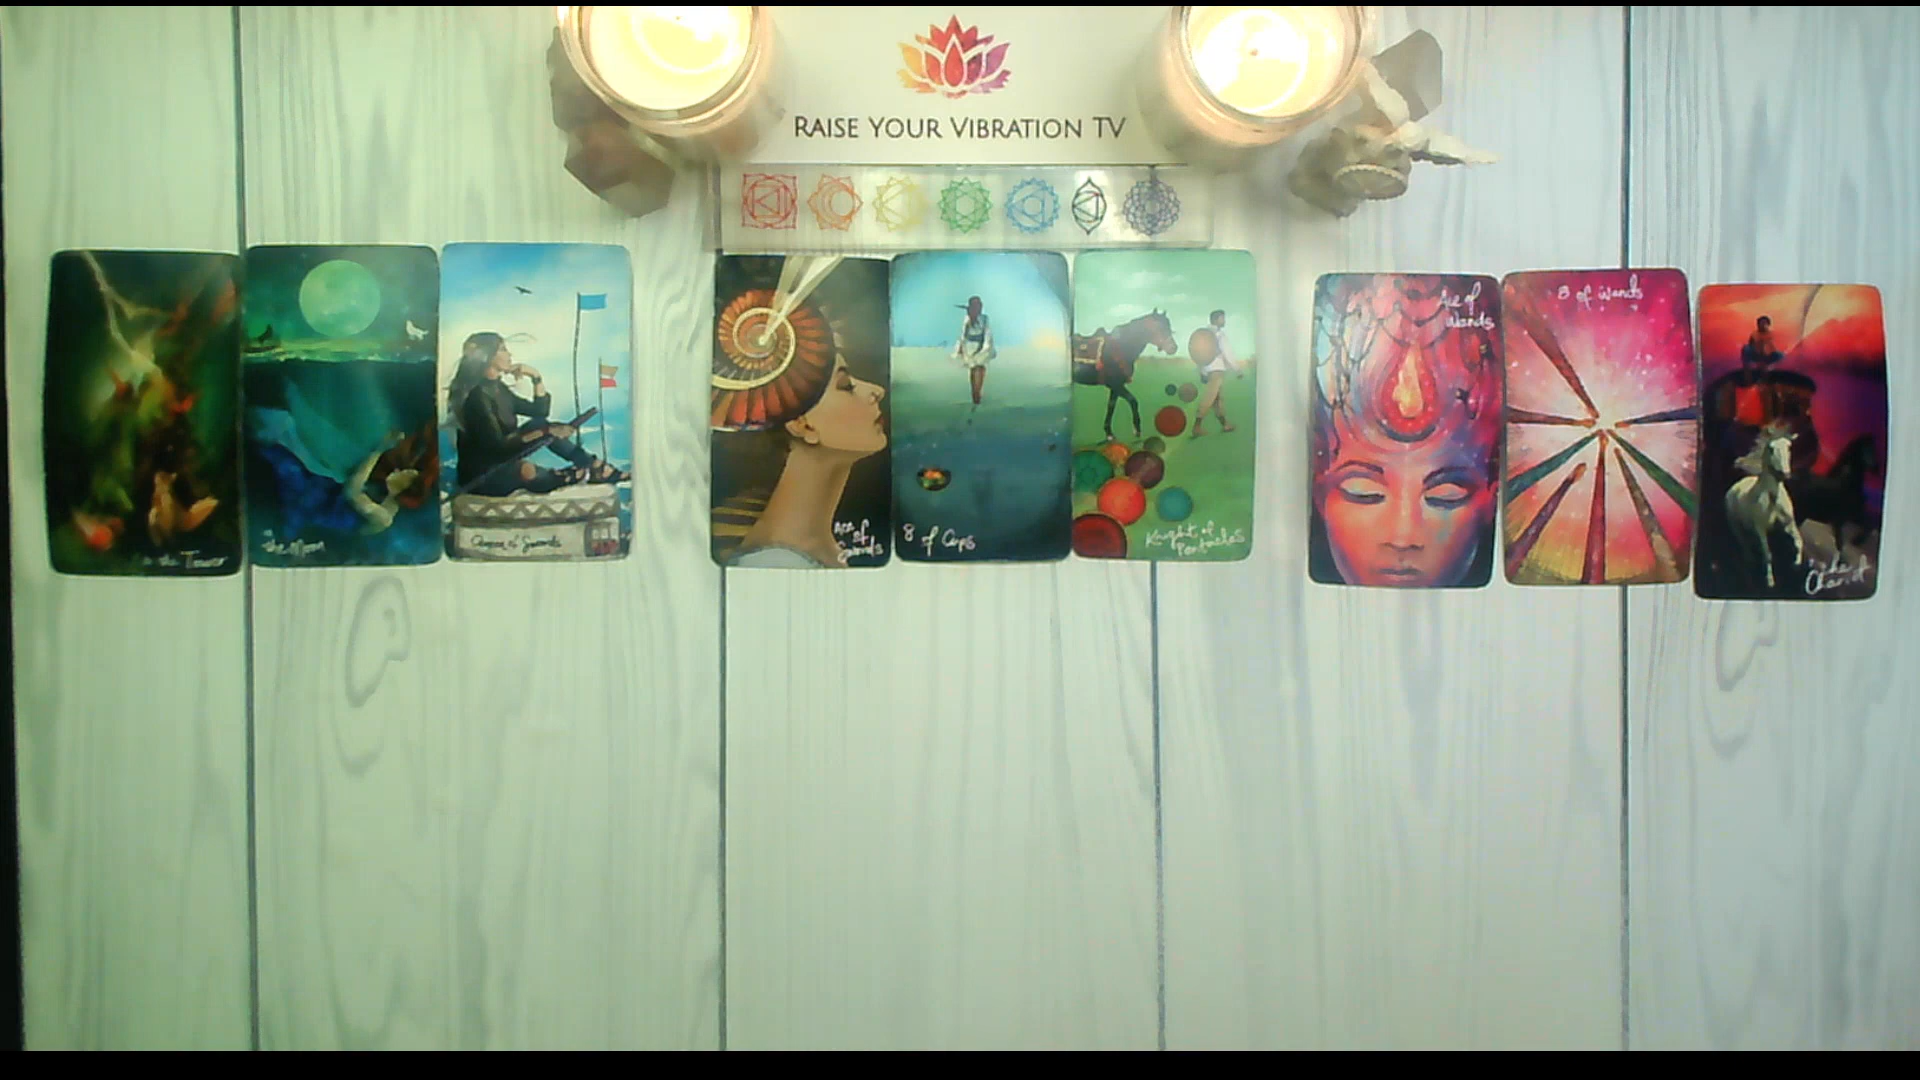 RAISE YOUR VIBRATION TV
the Tower
the Moon
Queen of Swords
Ace of
Swords
8 of Cups
Knight of
Pentacles
Ace of
Wands
8 of Wands
the
Chariot